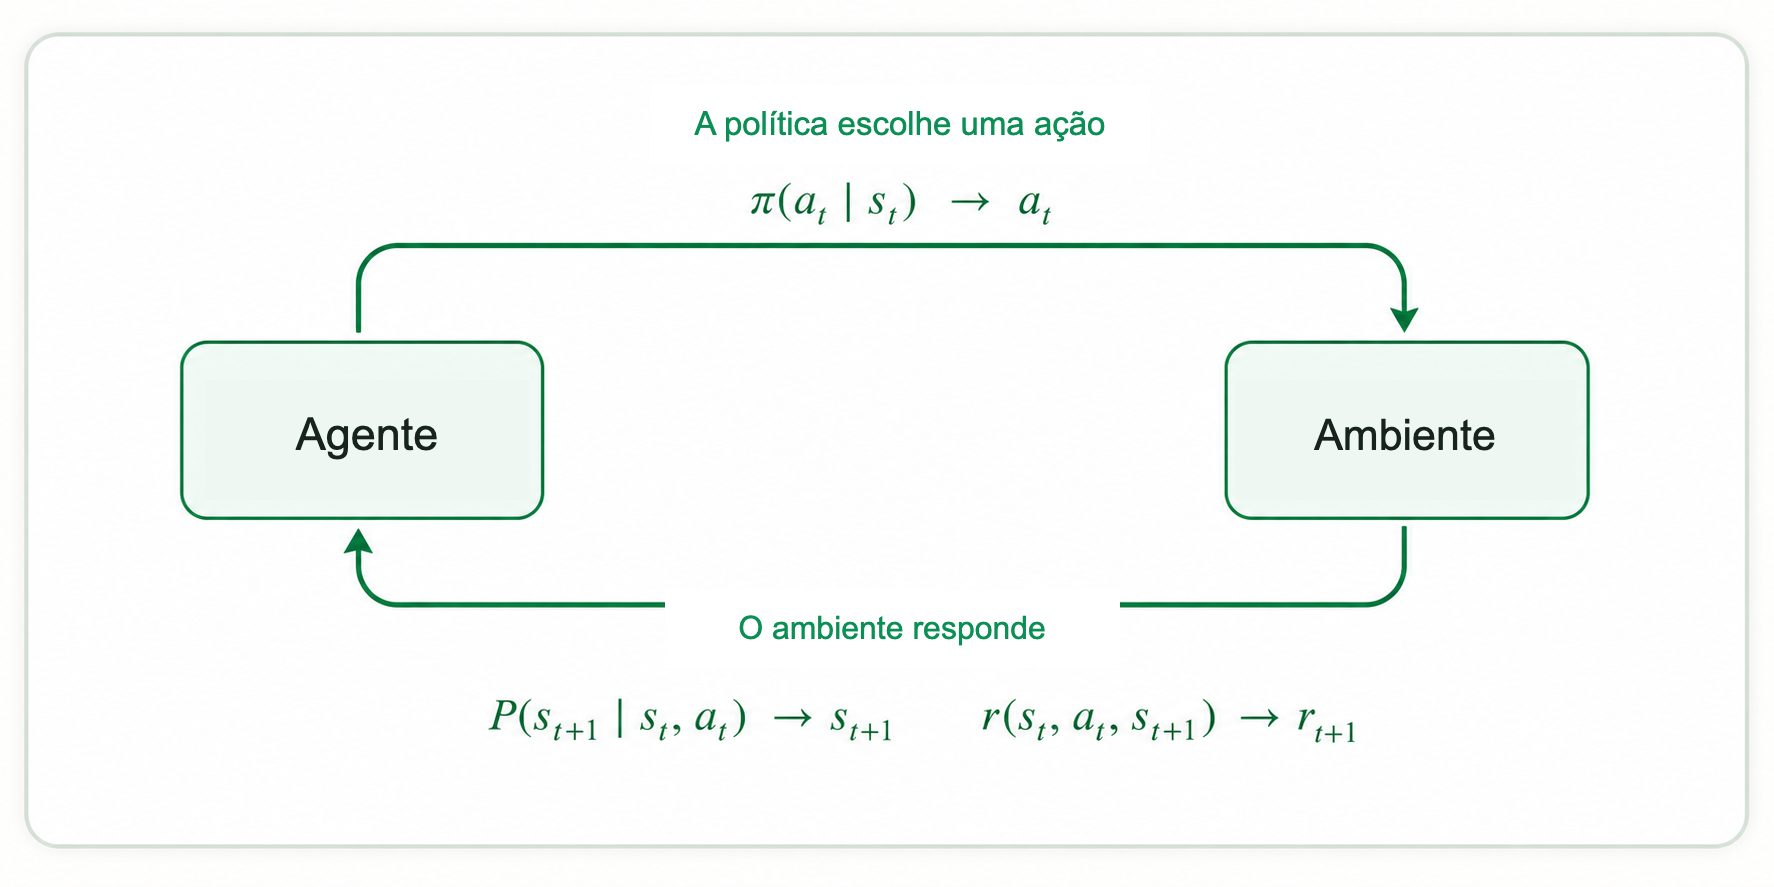 A política escolhe uma ação
π(a_t | s_t) → a_t
Agente
Ambiente
O ambiente responde
P(s_{t+1} | s_t, a_t) → s_{t+1} r(s_t, a_t, s_{t+1}) → r_{t+1}